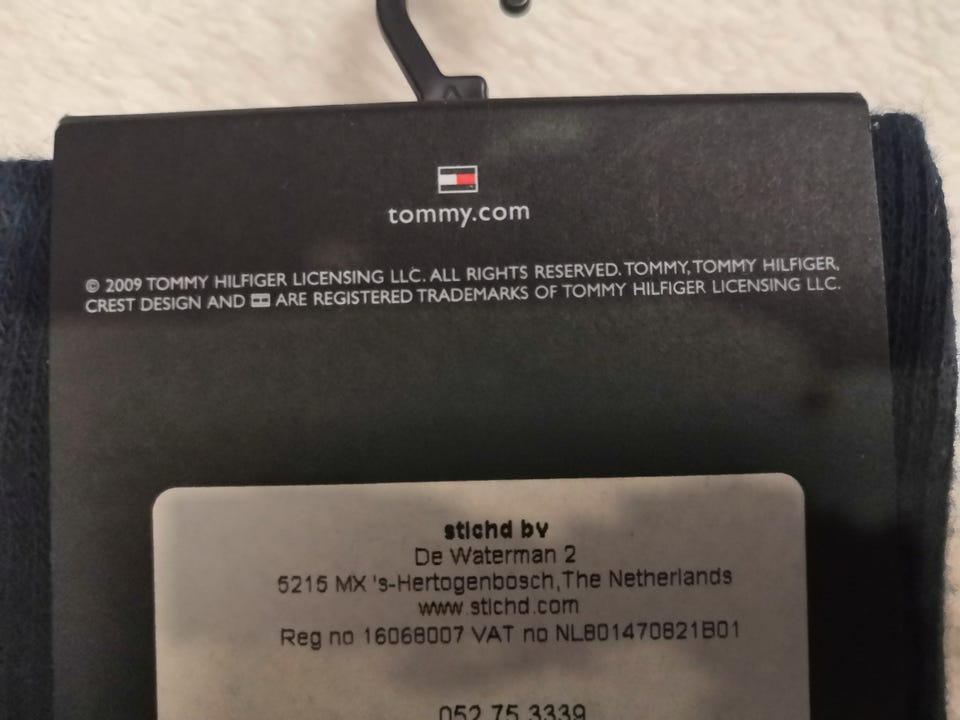 tommy.com
© 2009 TOMMY HILFIGER LICENSING LLC. ALL RIGHTS RESERVED. TOMMY, TOMMY HILFIGER,
CREST DESIGN AND ARE REGISTERED TRADEMARKS OF TOMMY HILFIGER LICENSING LLC.
stichd bv
De Waterman 2
5215 MX 's-Hertogenbosch, The Netherlands
www.stichd.com
Reg no 16068007 VAT no NL801470821B01
052 75 3339